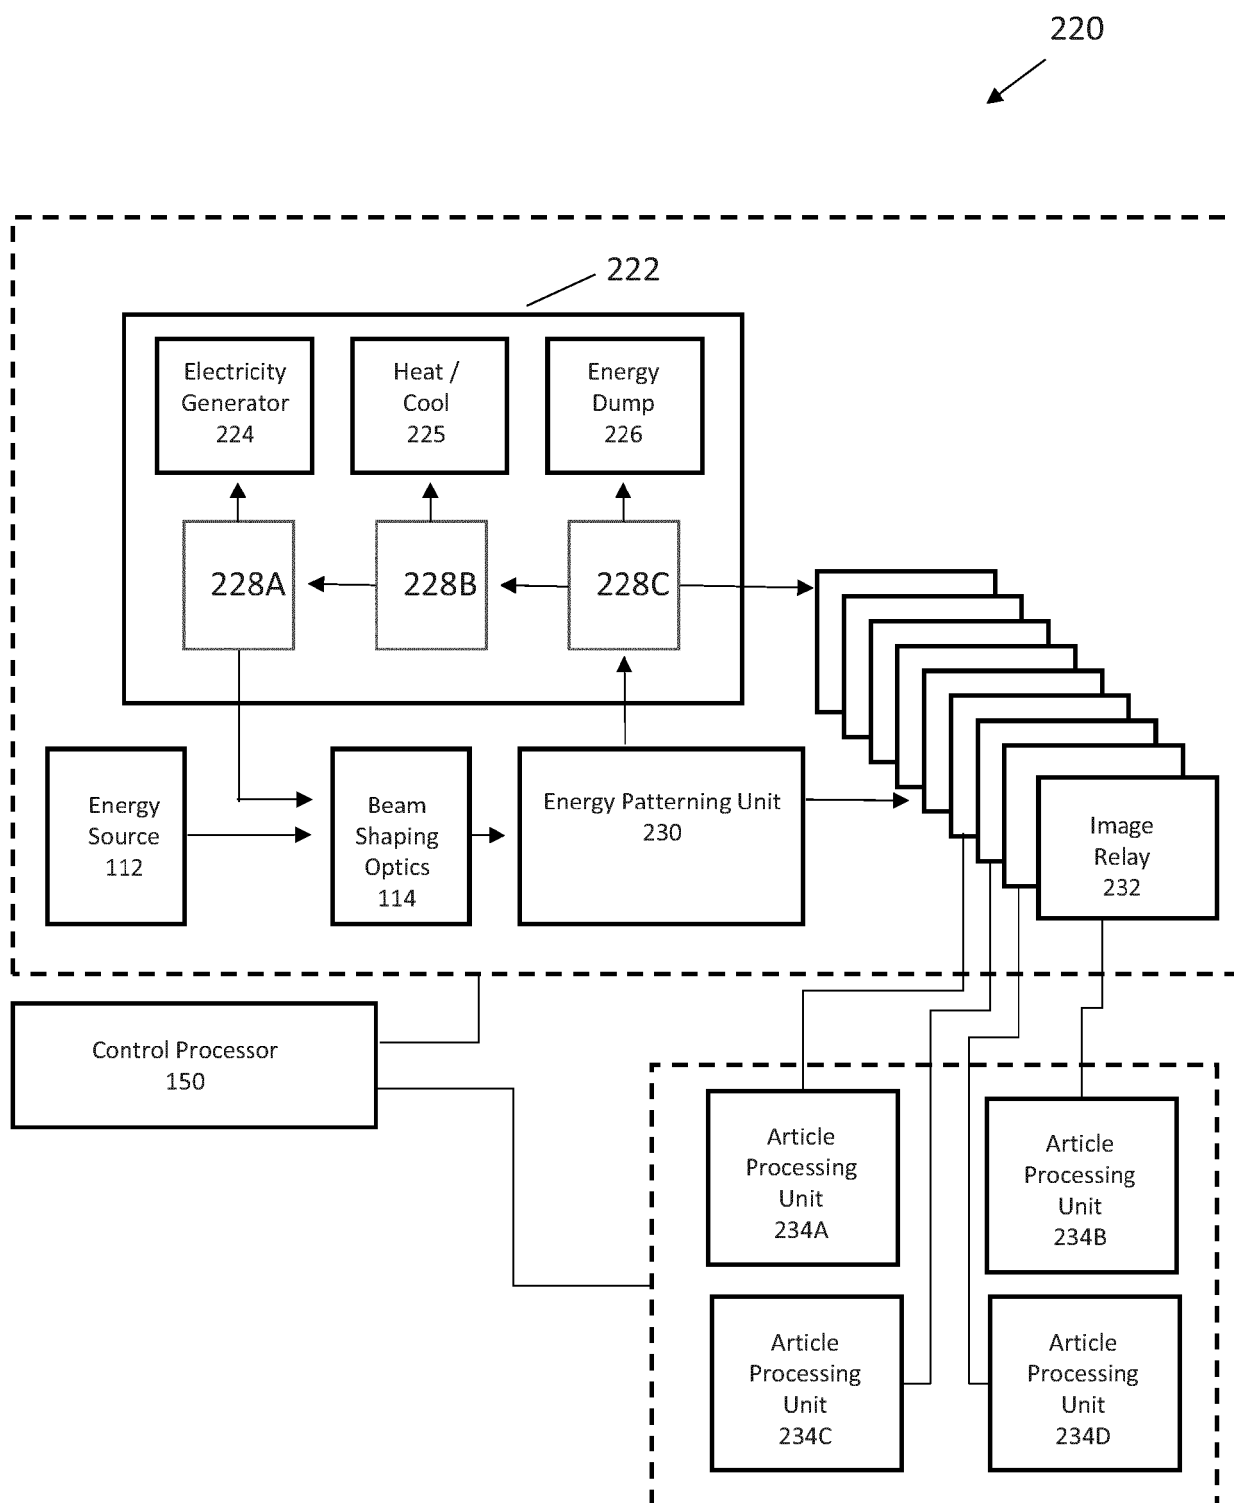 220
222
Electricity
Generator
224
Heat /
Cool
225
Energy
Dump
226
228A
228B
228C
Energy
Source
112
Beam
Shaping
Optics
114
Energy Patterning Unit
230
Image
Relay
232
Control Processor
150
Article
Processing
Unit
234A
Article
Processing
Unit
234B
Article
Processing
Unit
234C
Article
Processing
Unit
234D